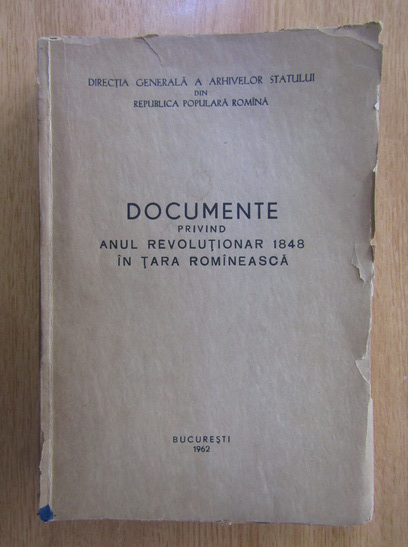 DIRECȚIA GENERALĂ A ARHIVELOR STATULUI
DIN
REPUBLICA POPULARĂ ROMÎNĂ
DOCUMENTE
PRIVIND
ANUL REVOLUȚIONAR 1848
ÎN ȚARA ROMÎNEASCĂ
BUCUREȘTI
1962